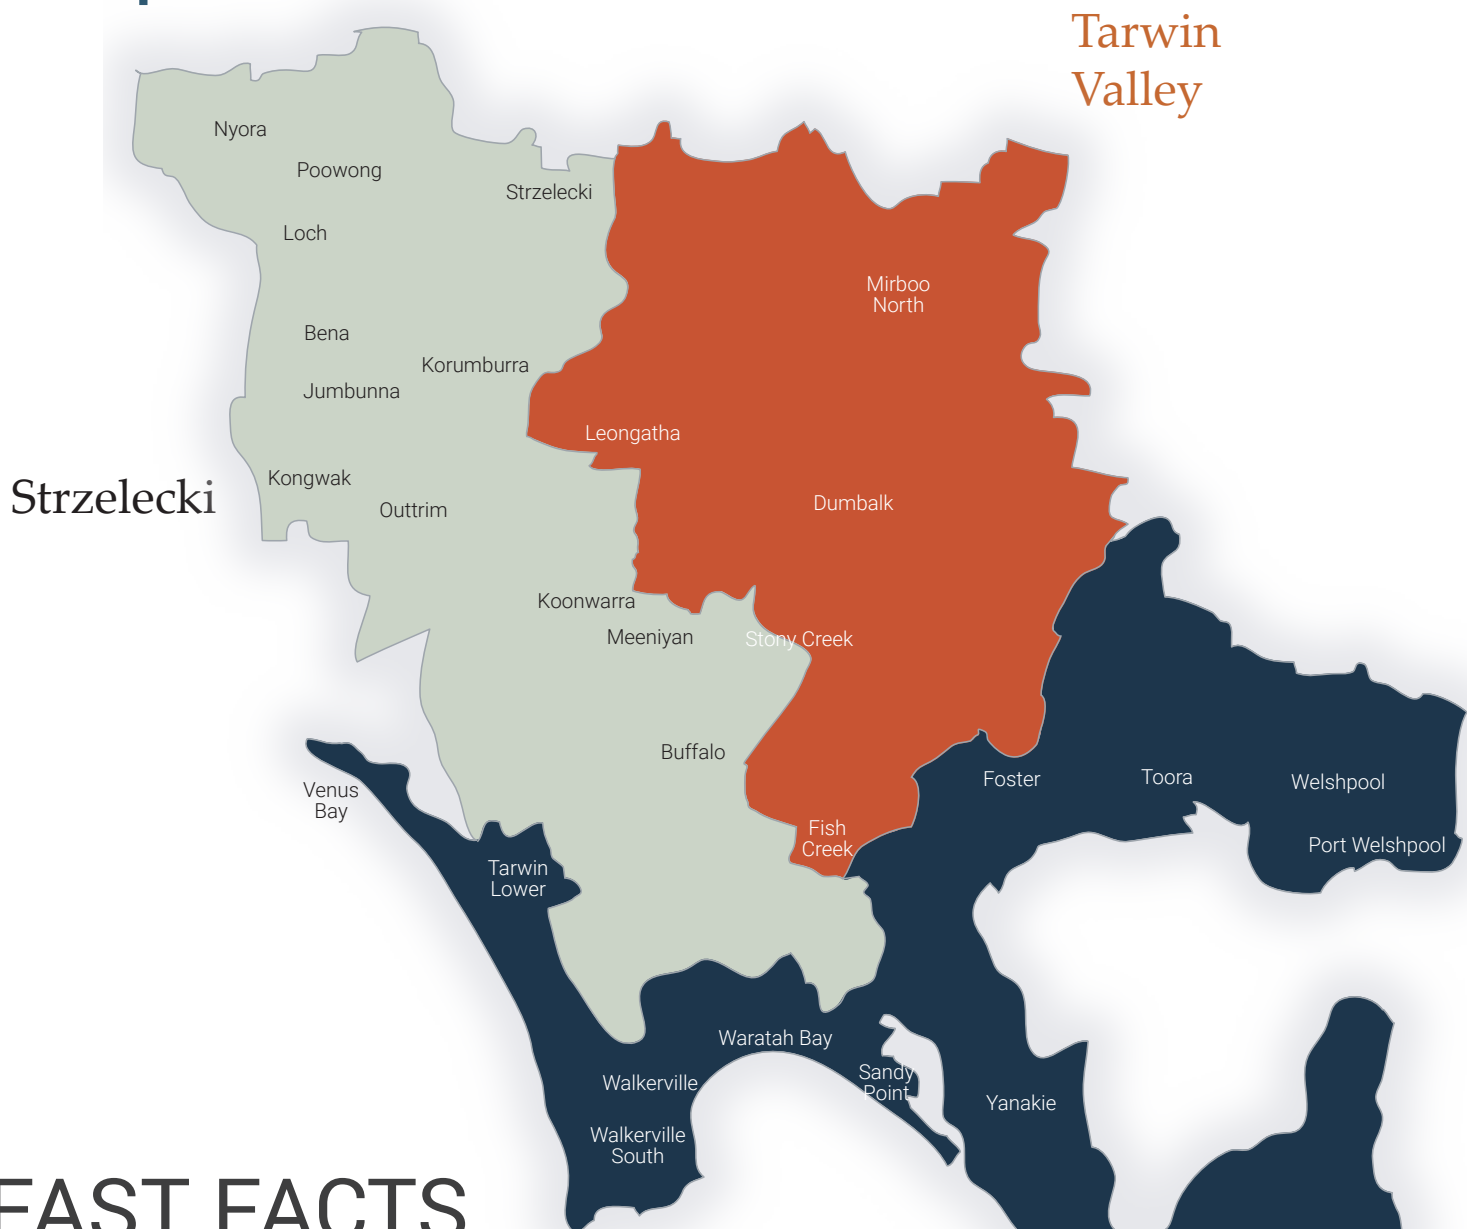 Tarwin
Valley
Nyora
Poowong
Strzelecki
Loch
Mirboo
North
Bena
Korumburra
Jumbunna
Leongatha
Kongwak
Strzelecki
Outtrim
Dumbalk
Koonwarra
Meeniyan
Stony Creek
Buffalo
Foster
Toora
Welshpool
Venus
Bay
Fish
Creek
Port Welshpool
Tarwin
Lower
Waratah Bay
Sandy
Point
Walkerville
Yanakie
Walkerville
South
FAST FACTS